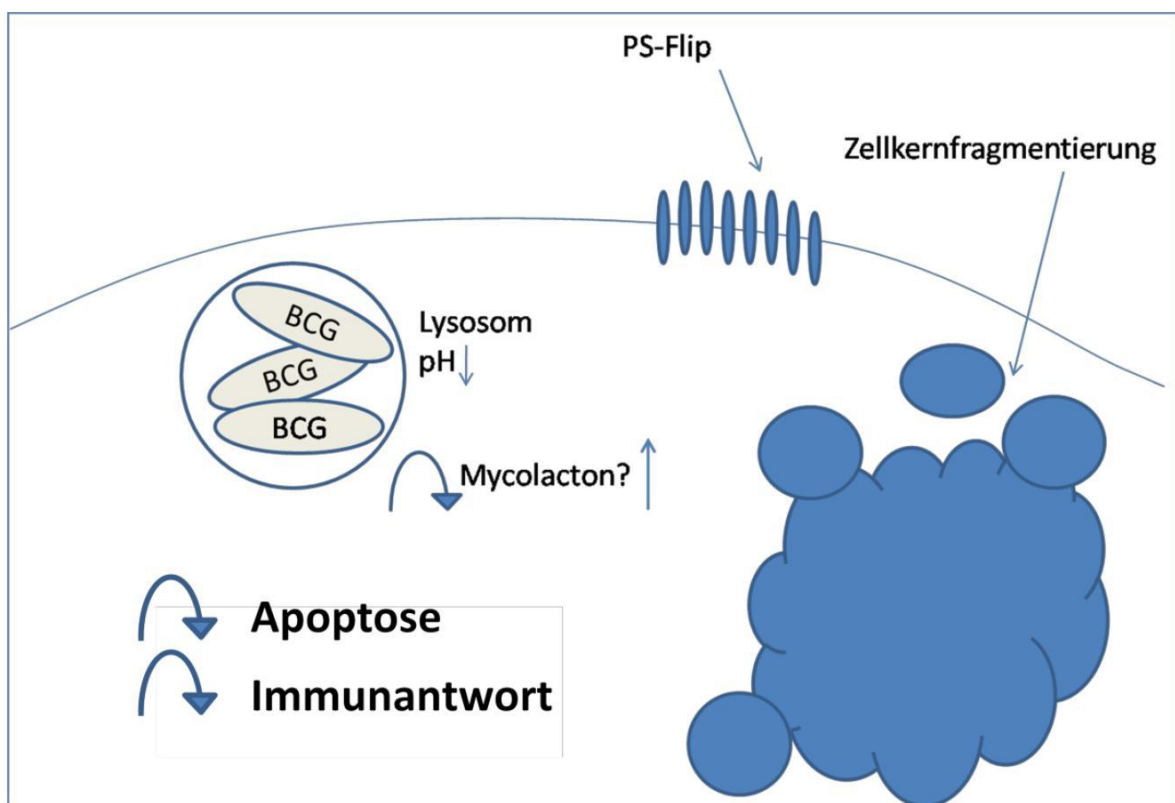 PS-Flip
Zellkernfragmentierung
BCG
BCG
BCG
Lysosom
pH
Mycolacton?
Apoptose
Immunantwort